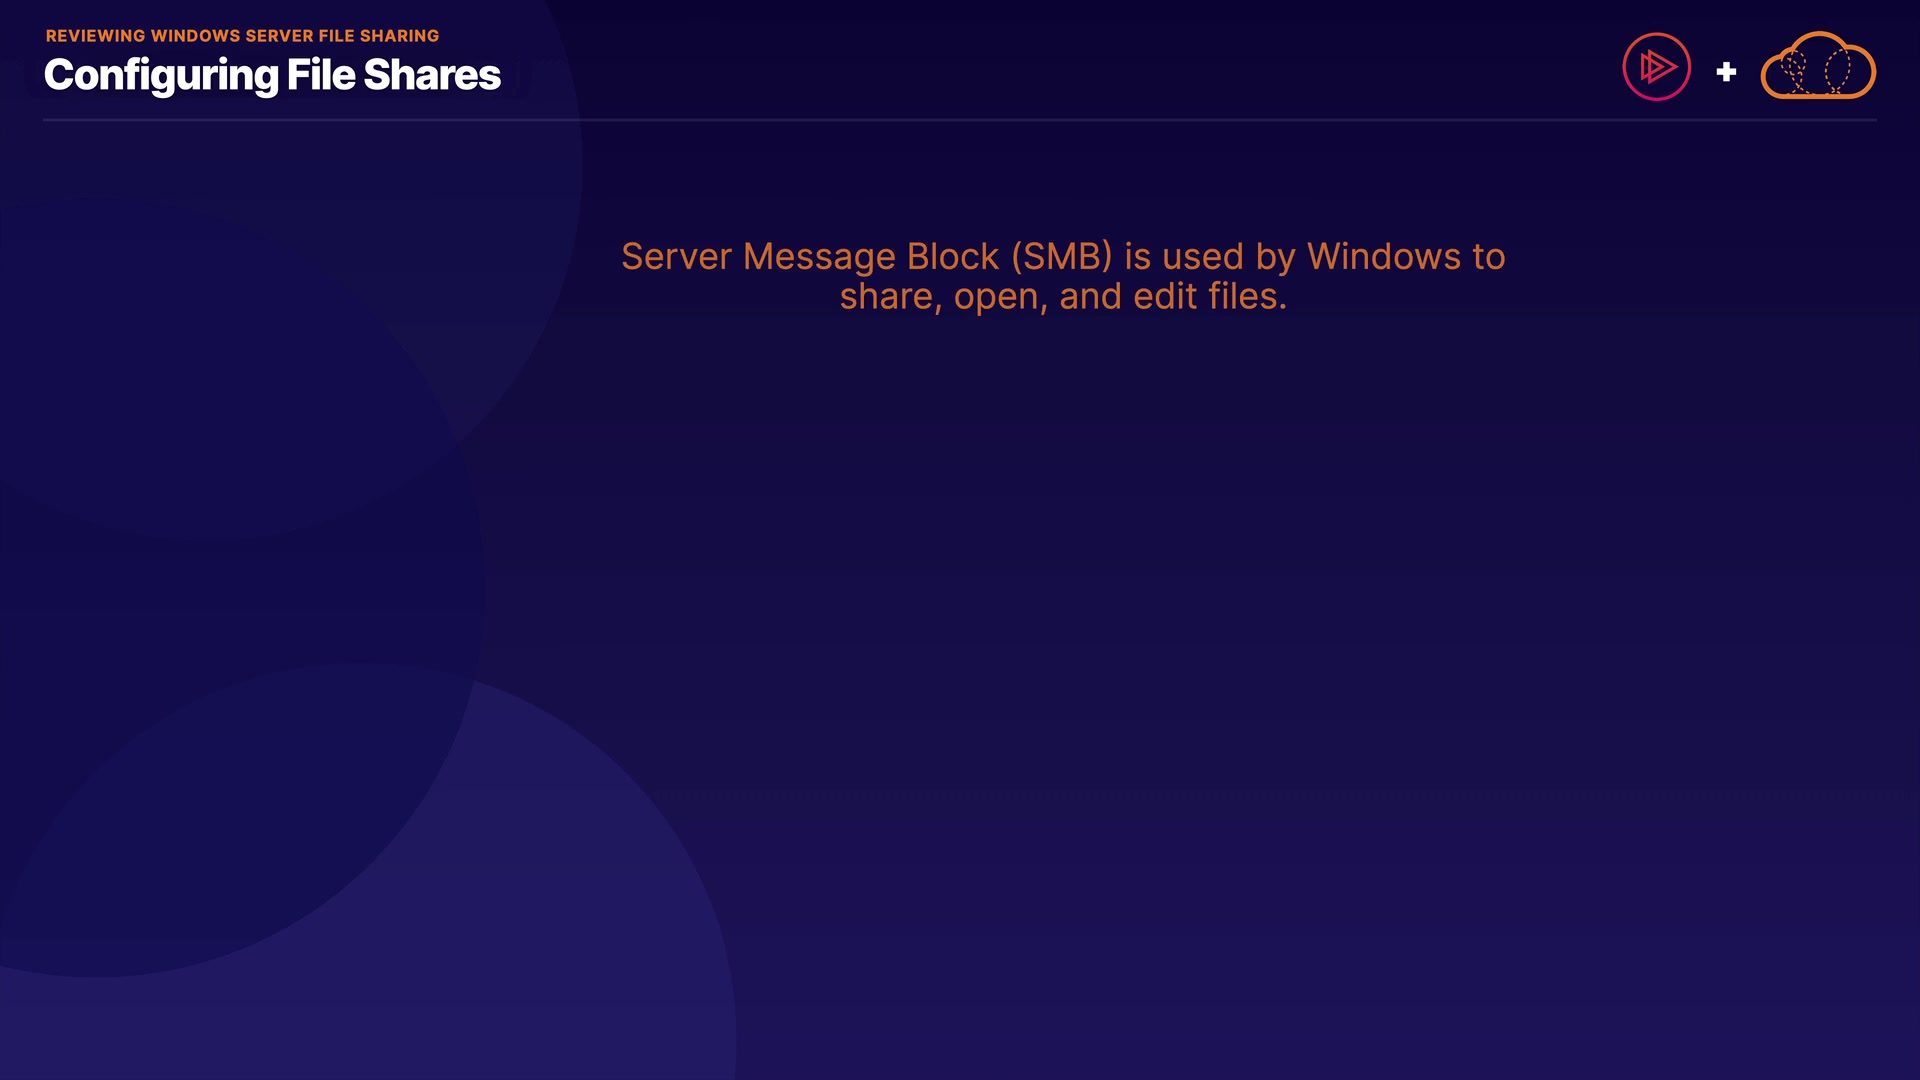 REVIEWING WINDOWS SERVER FILE SHARING
Configuring File Shares
+
Server Message Block (SMB) is used by Windows to
share, open, and edit files.